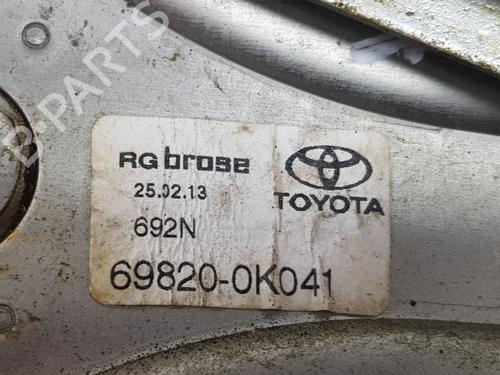 RG brose
25.02.13
692N
69820-0K041
TOYOTA
B-PARTS